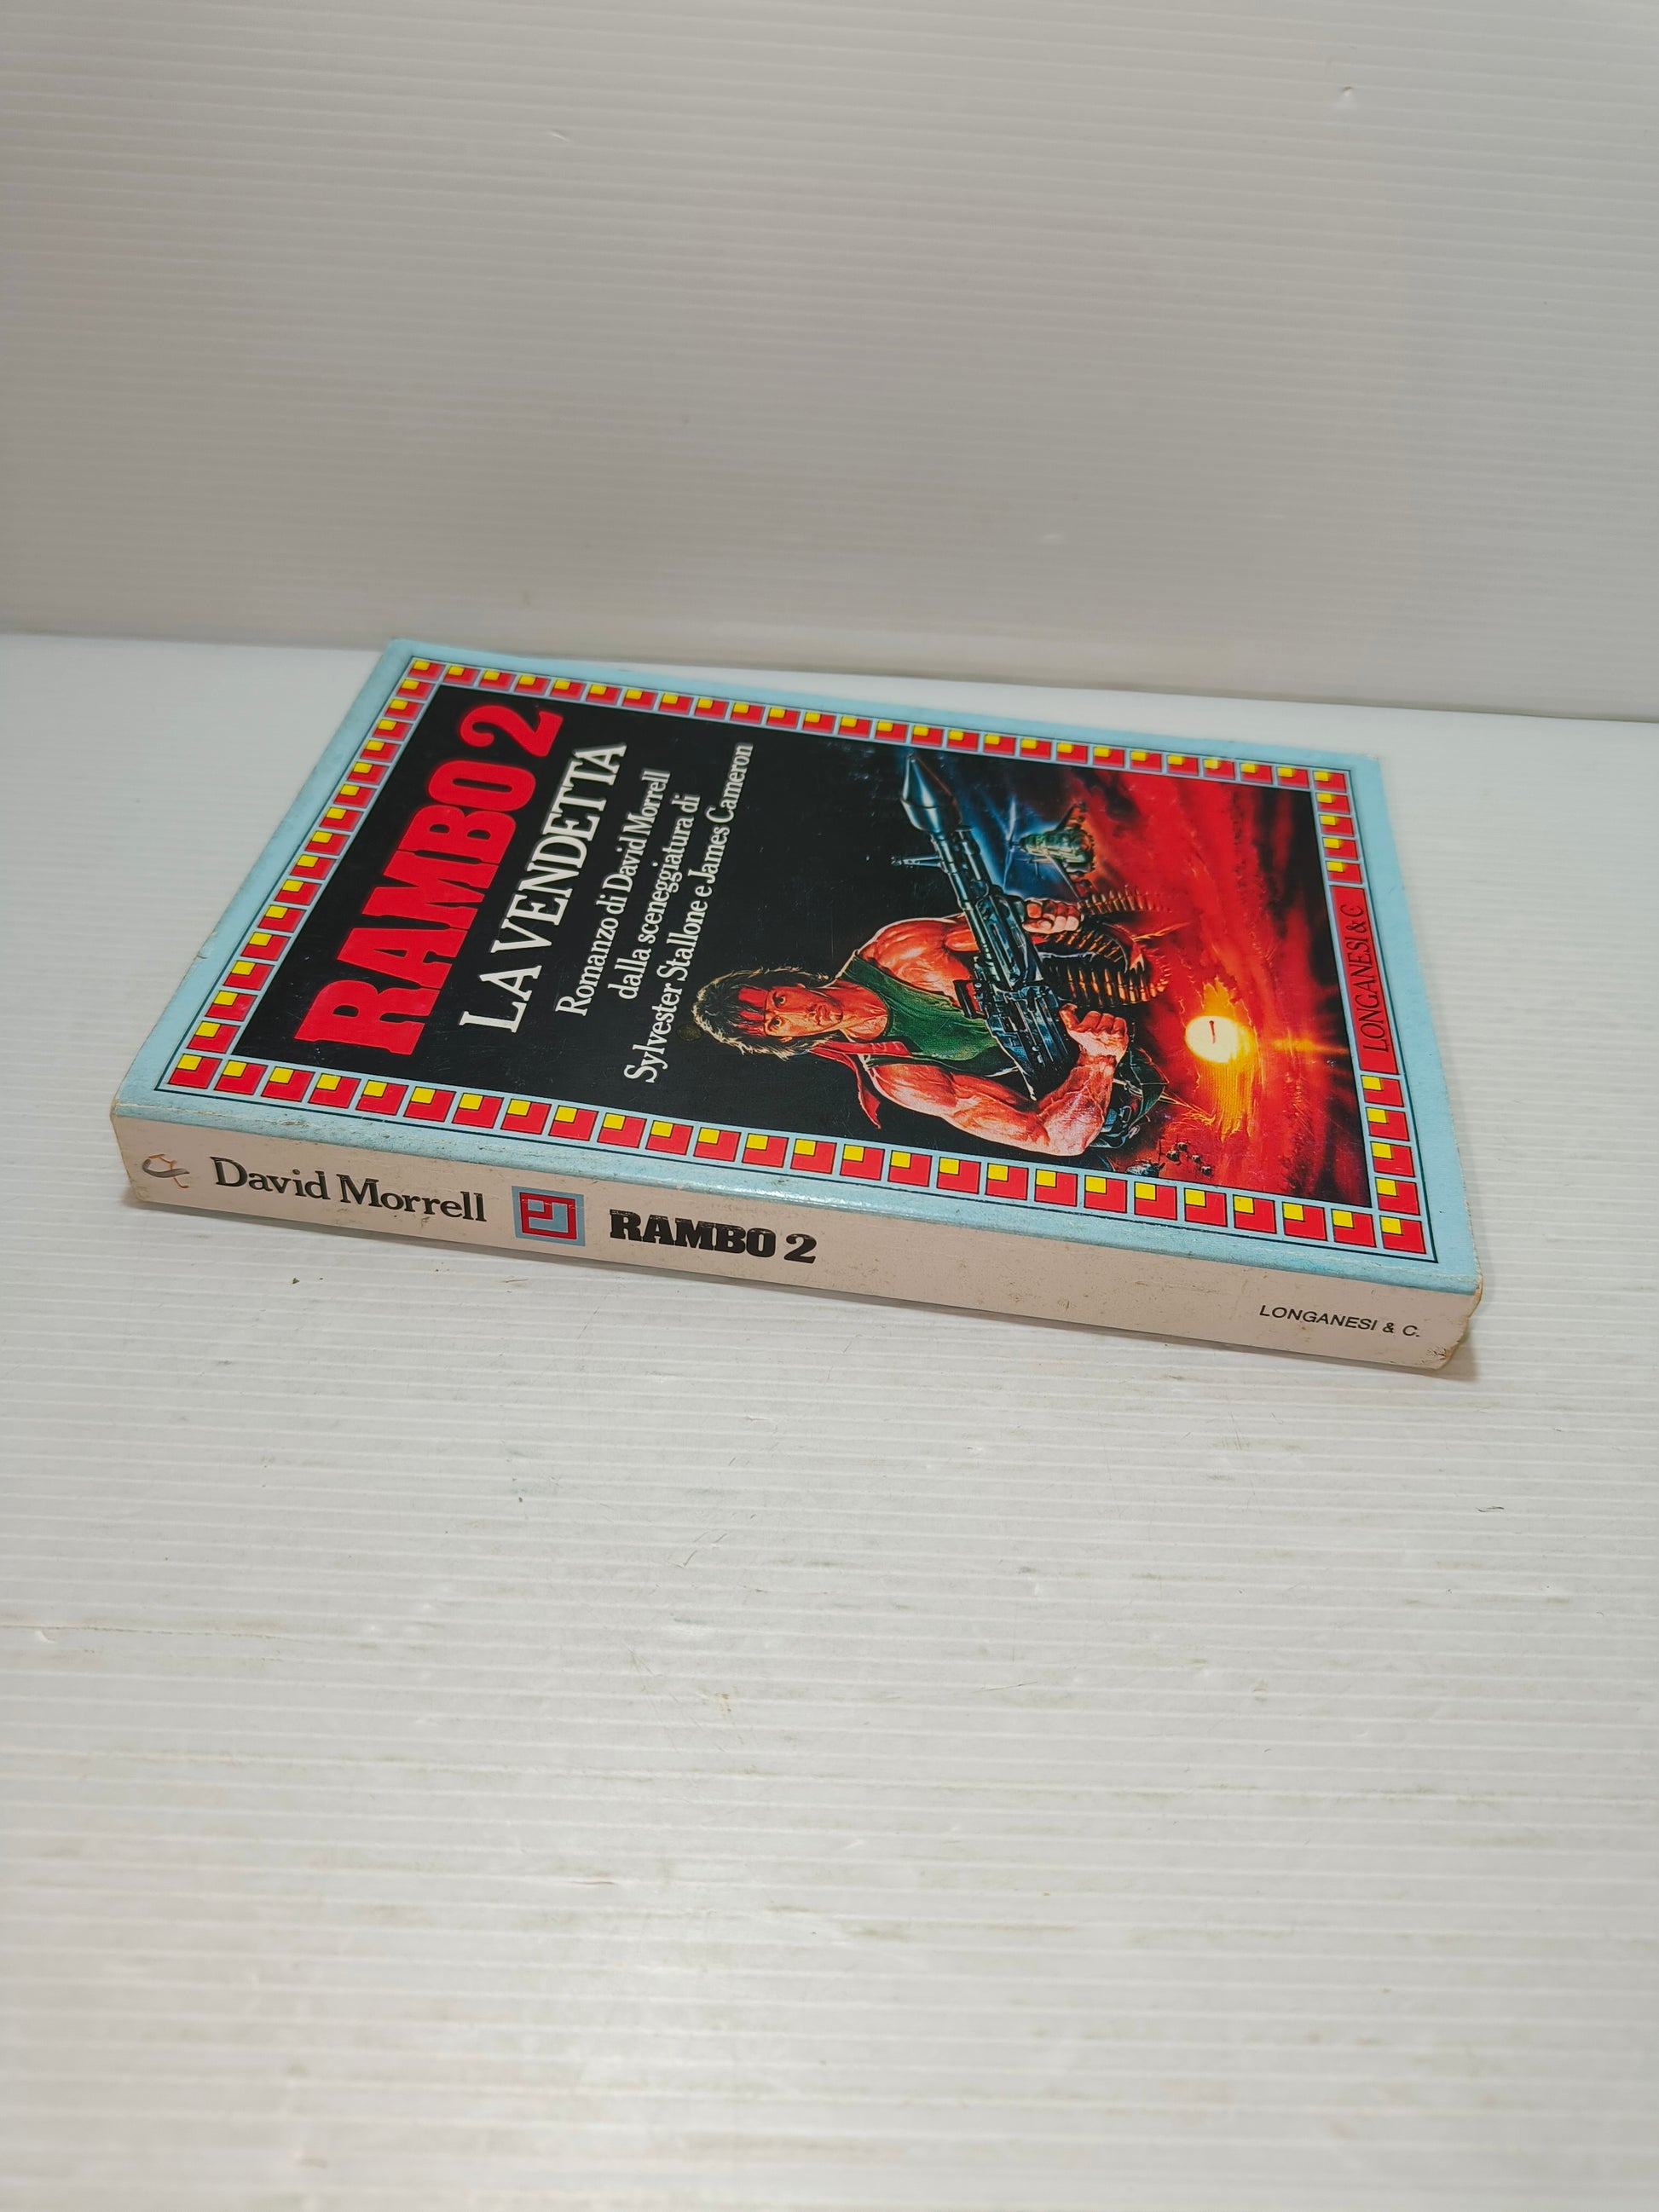 RAMBO 2
LA VENDETTA
Romanzo di David Morrell
dalla sceneggiatura di
Sylvester Stallone e James Cameron
LONGANESI & C.
David Morrell
RAMBO 2
LONGANESI & C.